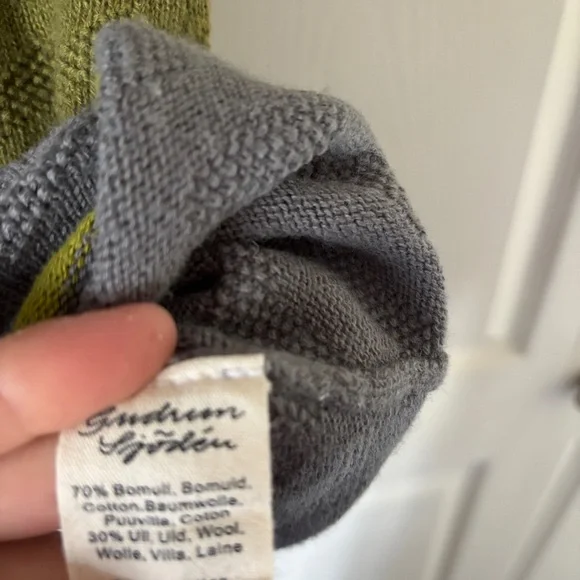 Gudrun
Sjödén
70% Bomull, Bomuld,
Cotton,Baumwolle,
Puuvilla, Coton
30% Ull, Uld, Wool,
Wolle, Villa, Laine